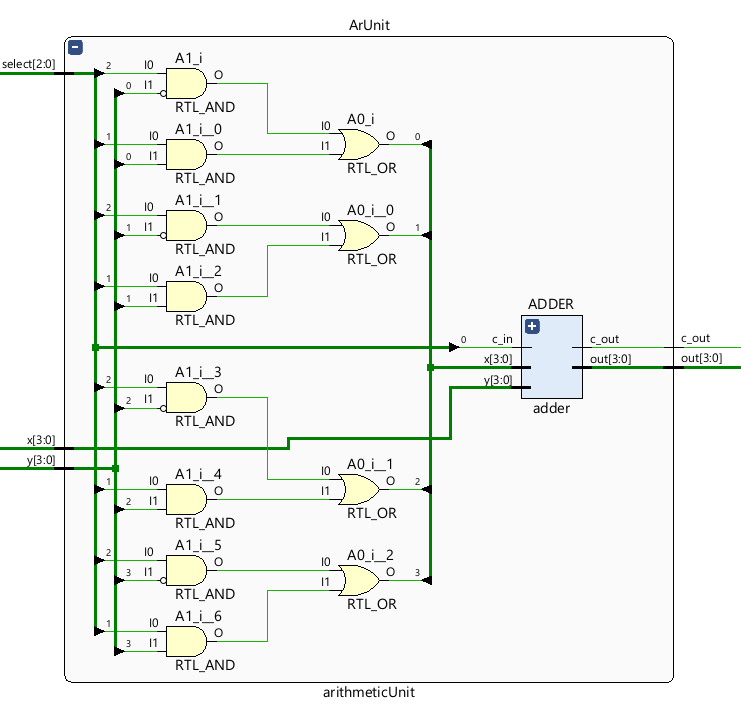 ArUnit
select[2:0]
2 I0 A1_i O
0 I1
RTL_AND
1 I0 A1_i__0 O
0 I1
RTL_AND
I0 A0_i O 0
I1
RTL_OR
2 I0 A1_i__1 O
1 I1
RTL_AND
I0 A0_i__0 O 1
I1
RTL_OR
1 I0 A1_i__2 O
1 I1
RTL_AND
ADDER
0 c_in c_out c_out
x[3:0] out[3:0] out[3:0]
y[3:0]
adder
2 I0 A1_i__3 O
2 I1
RTL_AND
x[3:0]
y[3:0]
1 I0 A1_i__4 O
2 I1
RTL_AND
I0 A0_i__1 O 2
I1
RTL_OR
2 I0 A1_i__5 O
3 I1
RTL_AND
I0 A0_i__2 O 3
I1
RTL_OR
1 I0 A1_i__6 O
3 I1
RTL_AND
arithmeticUnit